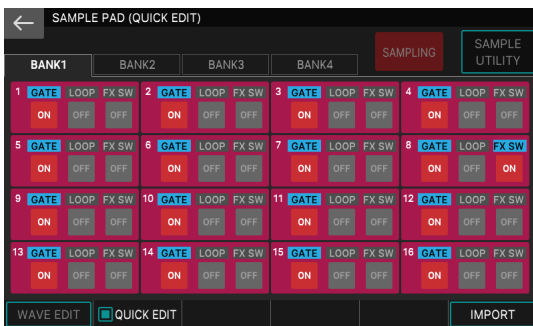 SAMPLE PAD (QUICK EDIT)
SAMPLING
SAMPLE
UTILITY
BANK1 BANK2 BANK3 BANK4
1 GATE LOOP FX SW 2 GATE LOOP FX SW 3 GATE LOOP FX SW 4 GATE LOOP FX SW
ON OFF OFF ON OFF OFF ON OFF OFF ON OFF OFF
5 GATE LOOP FX SW 6 GATE LOOP FX SW 7 GATE LOOP FX SW 8 GATE LOOP FX SW
ON OFF OFF ON OFF OFF ON OFF OFF ON OFF ON
9 GATE LOOP FX SW 10 GATE LOOP FX SW 11 GATE LOOP FX SW 12 GATE LOOP FX SW
ON OFF OFF ON OFF OFF ON OFF OFF ON OFF OFF
13 GATE LOOP FX SW 14 GATE LOOP FX SW 15 GATE LOOP FX SW 16 GATE LOOP FX SW
ON OFF OFF ON OFF OFF ON OFF OFF ON OFF OFF
WAVE EDIT QUICK EDIT IMPORT